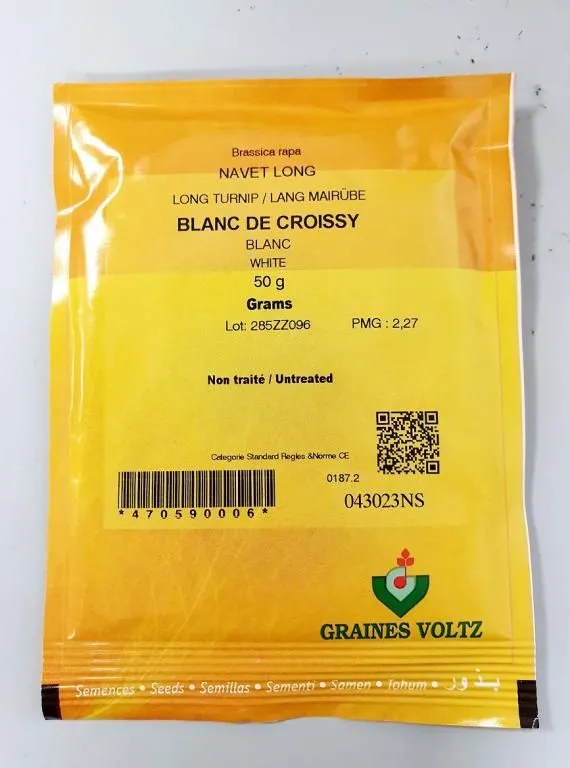 Brassica rapa
NAVET LONG
LONG TURNIP / LANG MAIRÜBE
BLANC DE CROISSY
BLANC
WHITE
50 g
Grams
Lot: 285ZZ096 PMG : 2,27
Non traité / Untreated
Categorie Standard Regles &Norme CE
0187.2
*470590006*
043023NS
GRAINES VOLTZ
Semences • Seeds • Semillas • Sementi • Samen • Tohum • بذور